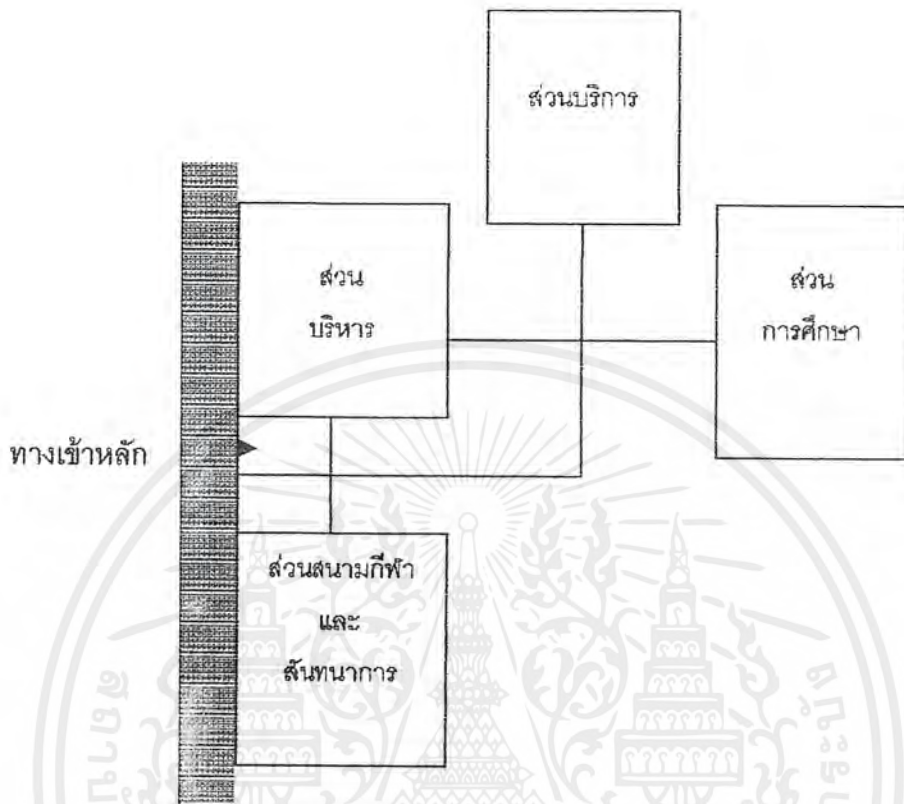 ส่วนบริการ
ส่วน
บริหาร
ส่วน
การศึกษา
ทางเข้าหลัก
ส่วนสนามกีฬา
และ
สันทนาการ